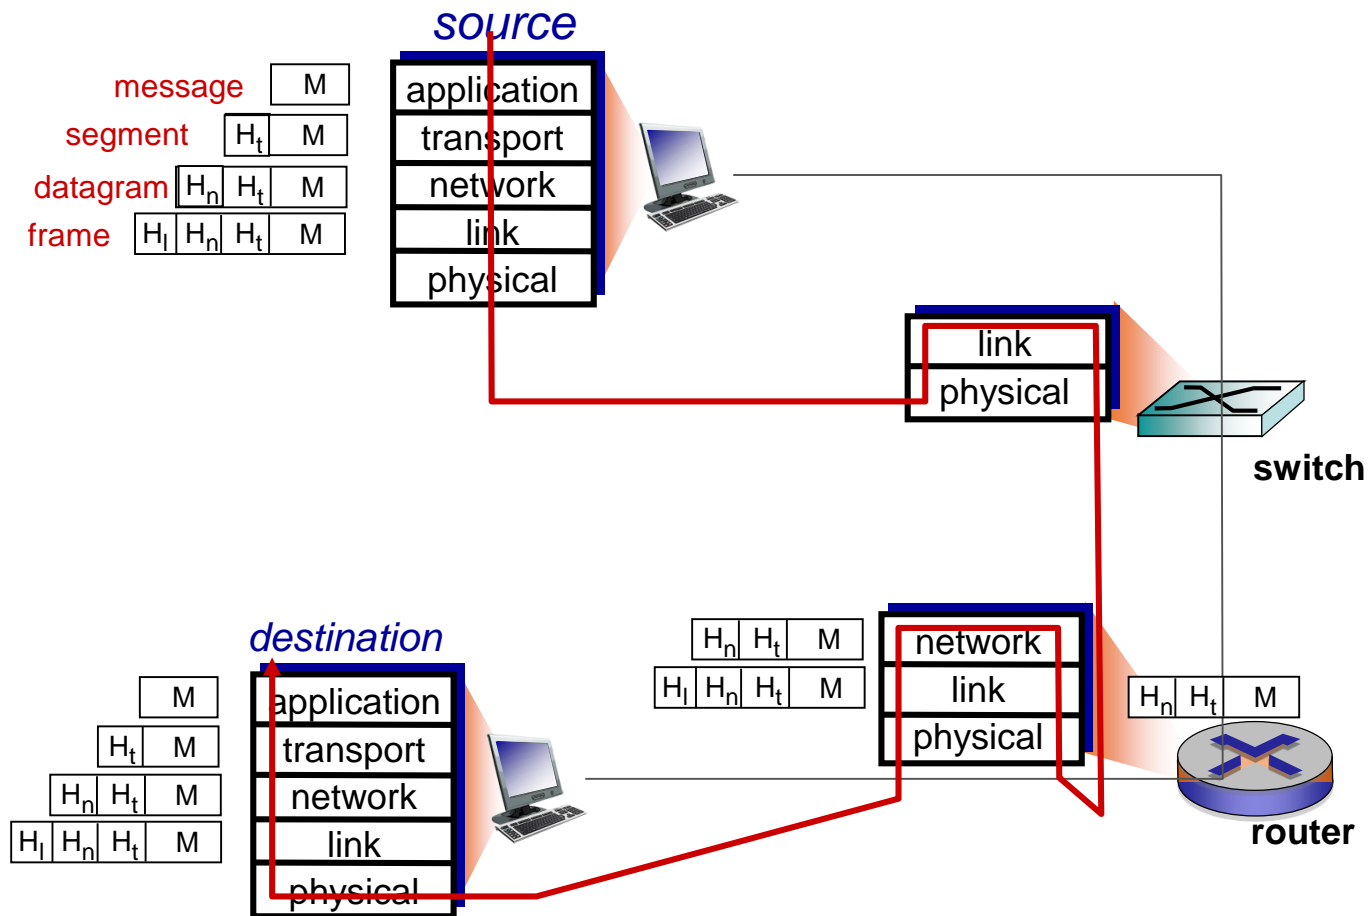 source
message M application
segment Ht M transport
datagram Hn Ht M network
frame Hl Hn Ht M link
physical
link
physical
switch
destination
Hn Ht M network
Hl Hn Ht M link
physical
Hn Ht M
router
M application
Ht M transport
Hn Ht M network
Hl Hn Ht M link
physical